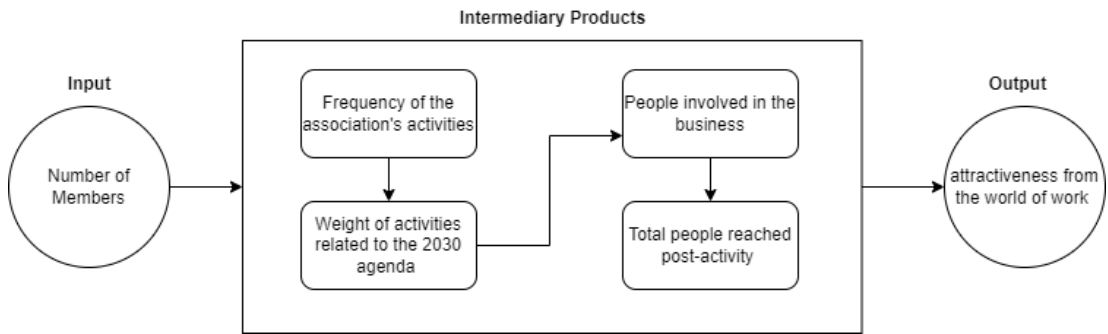 Intermediary Products
Input
Number of
Members
Frequency of the
association's activities
Weight of activities
related to the 2030
agenda
People involved in the
business
Total people reached
post-activity
Output
attractiveness from
the world of work